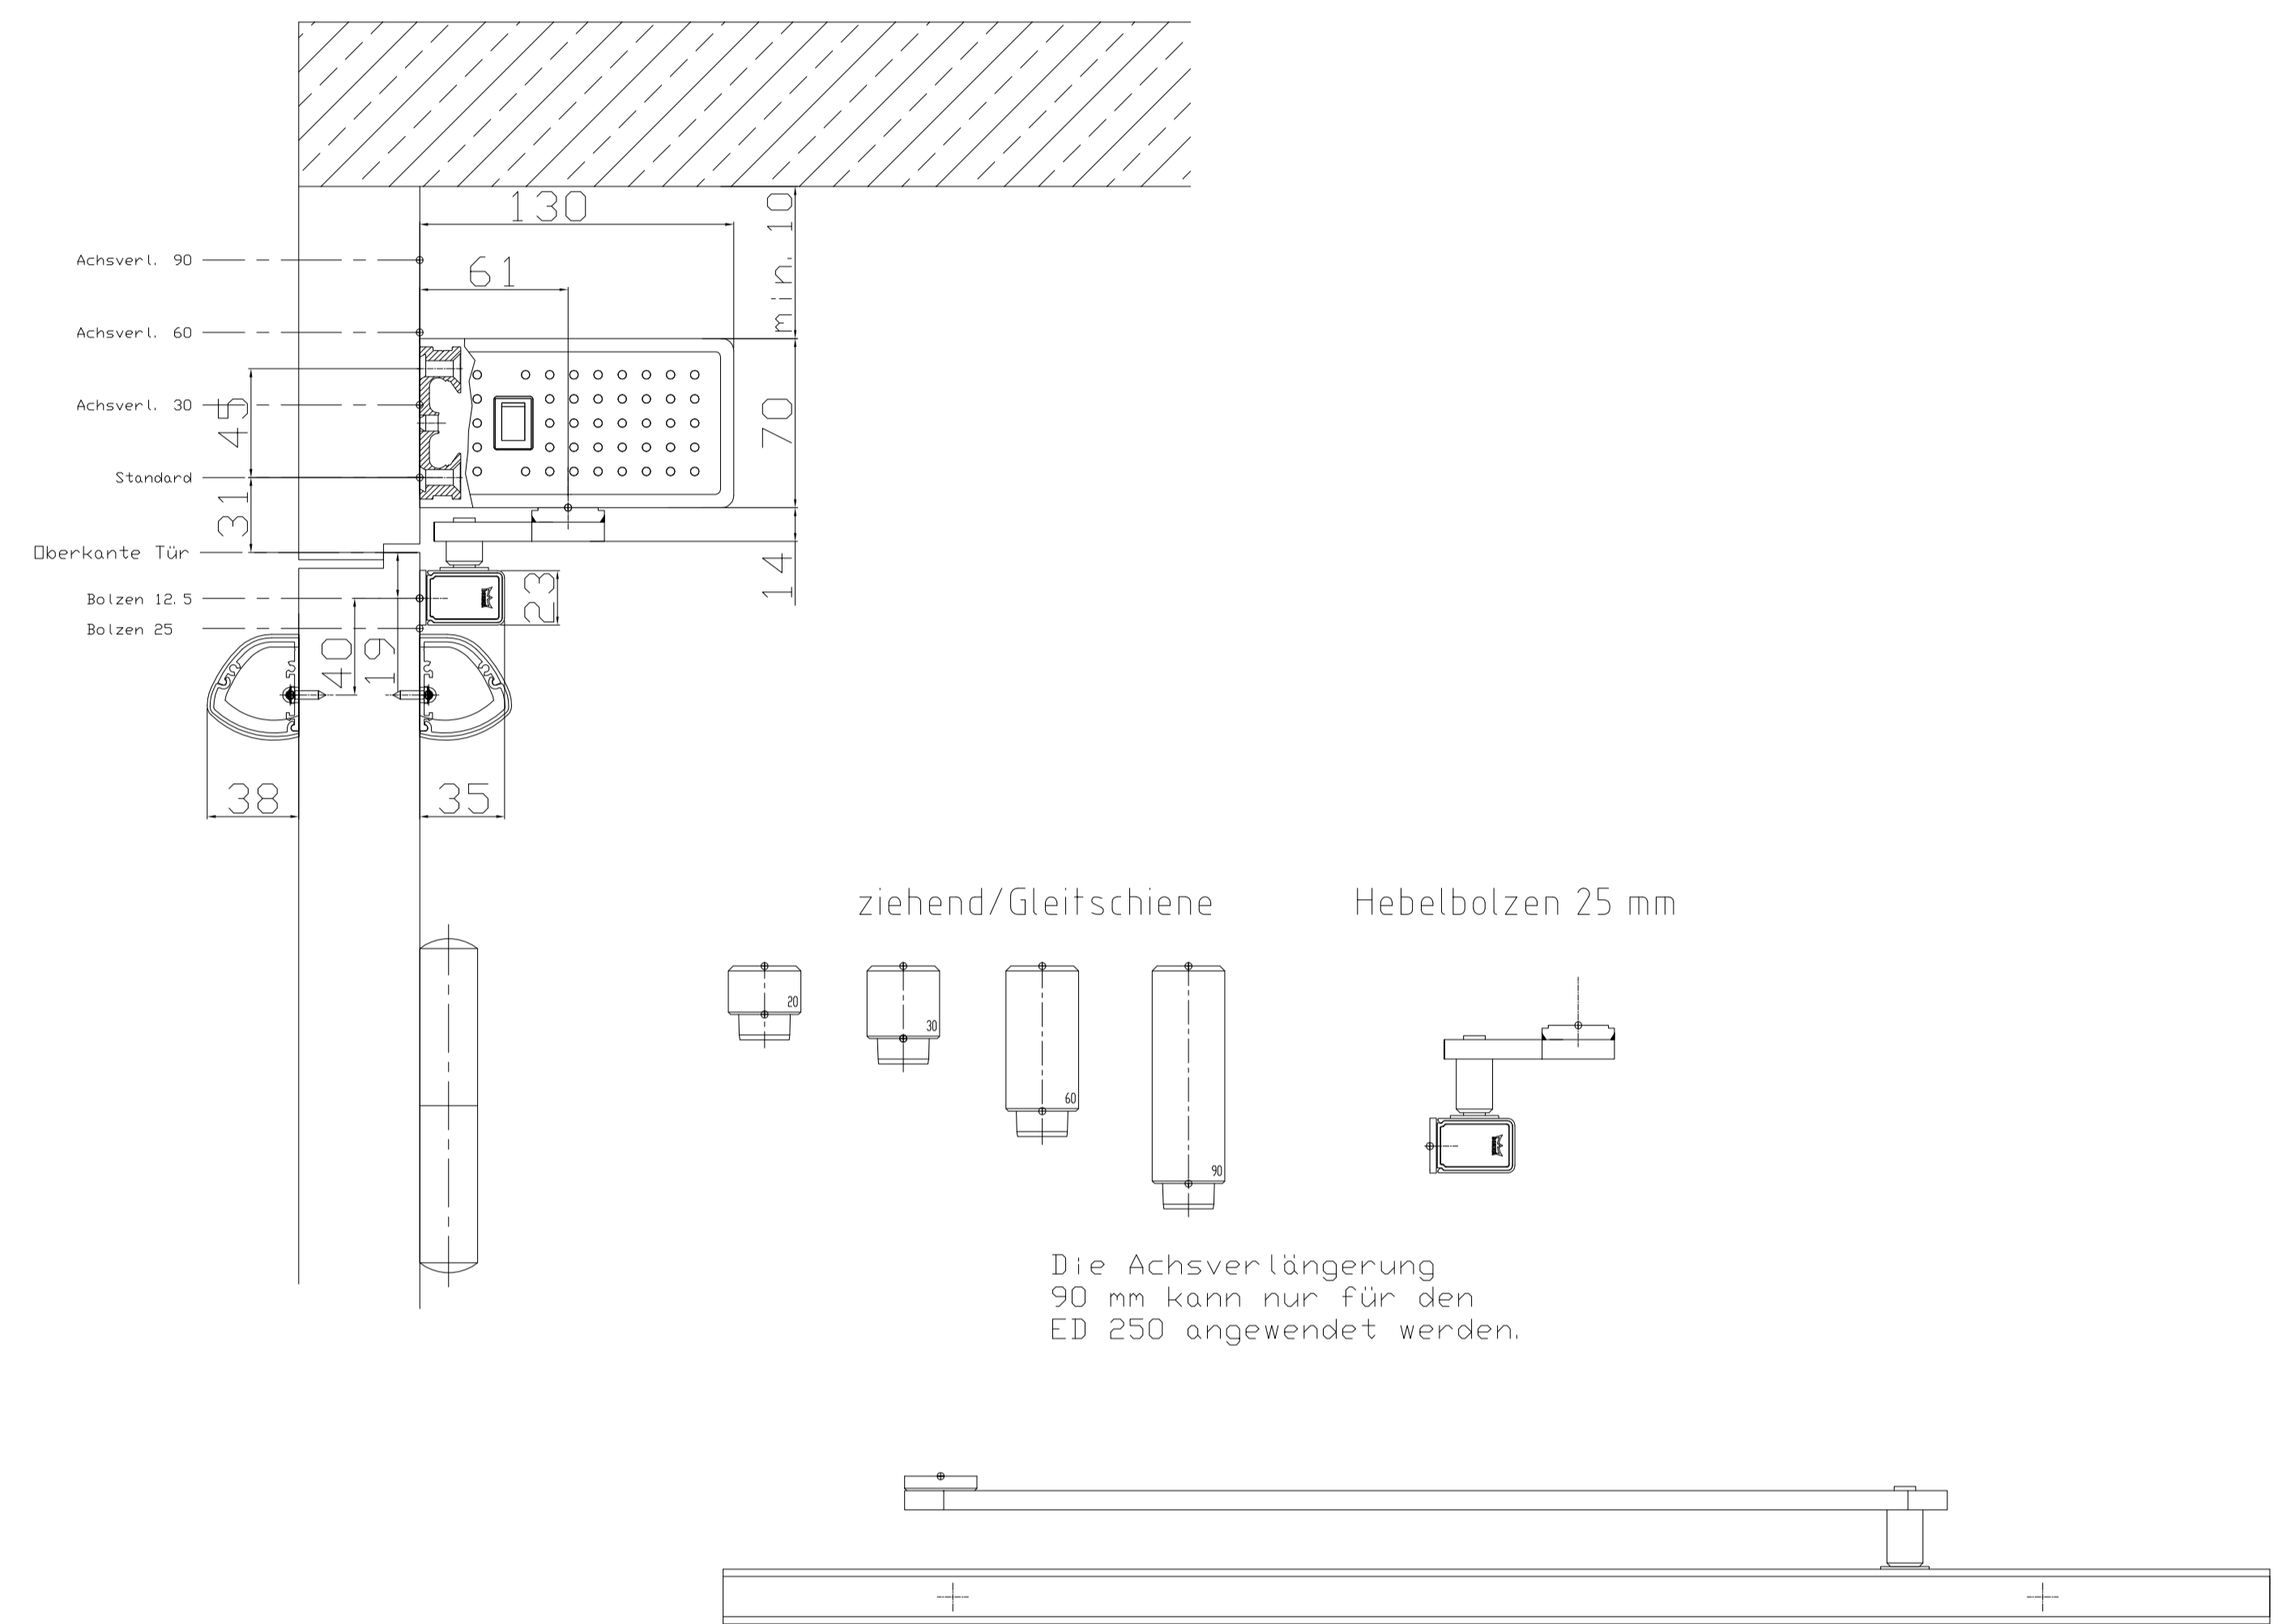 130
min. 10
Achsverl. 90
61
Achsverl. 60
Achsverl. 30
45
70
Standard
31
Oberkante Tür
14
Bolzen 12.5
23
Bolzen 25
40
19
38
35
ziehend/Gleitschiene
Hebelbolzen 25 mm
20
30
60
90
Die Achsverlängerung
90 mm kann nur für den
ED 250 angewendet werden.